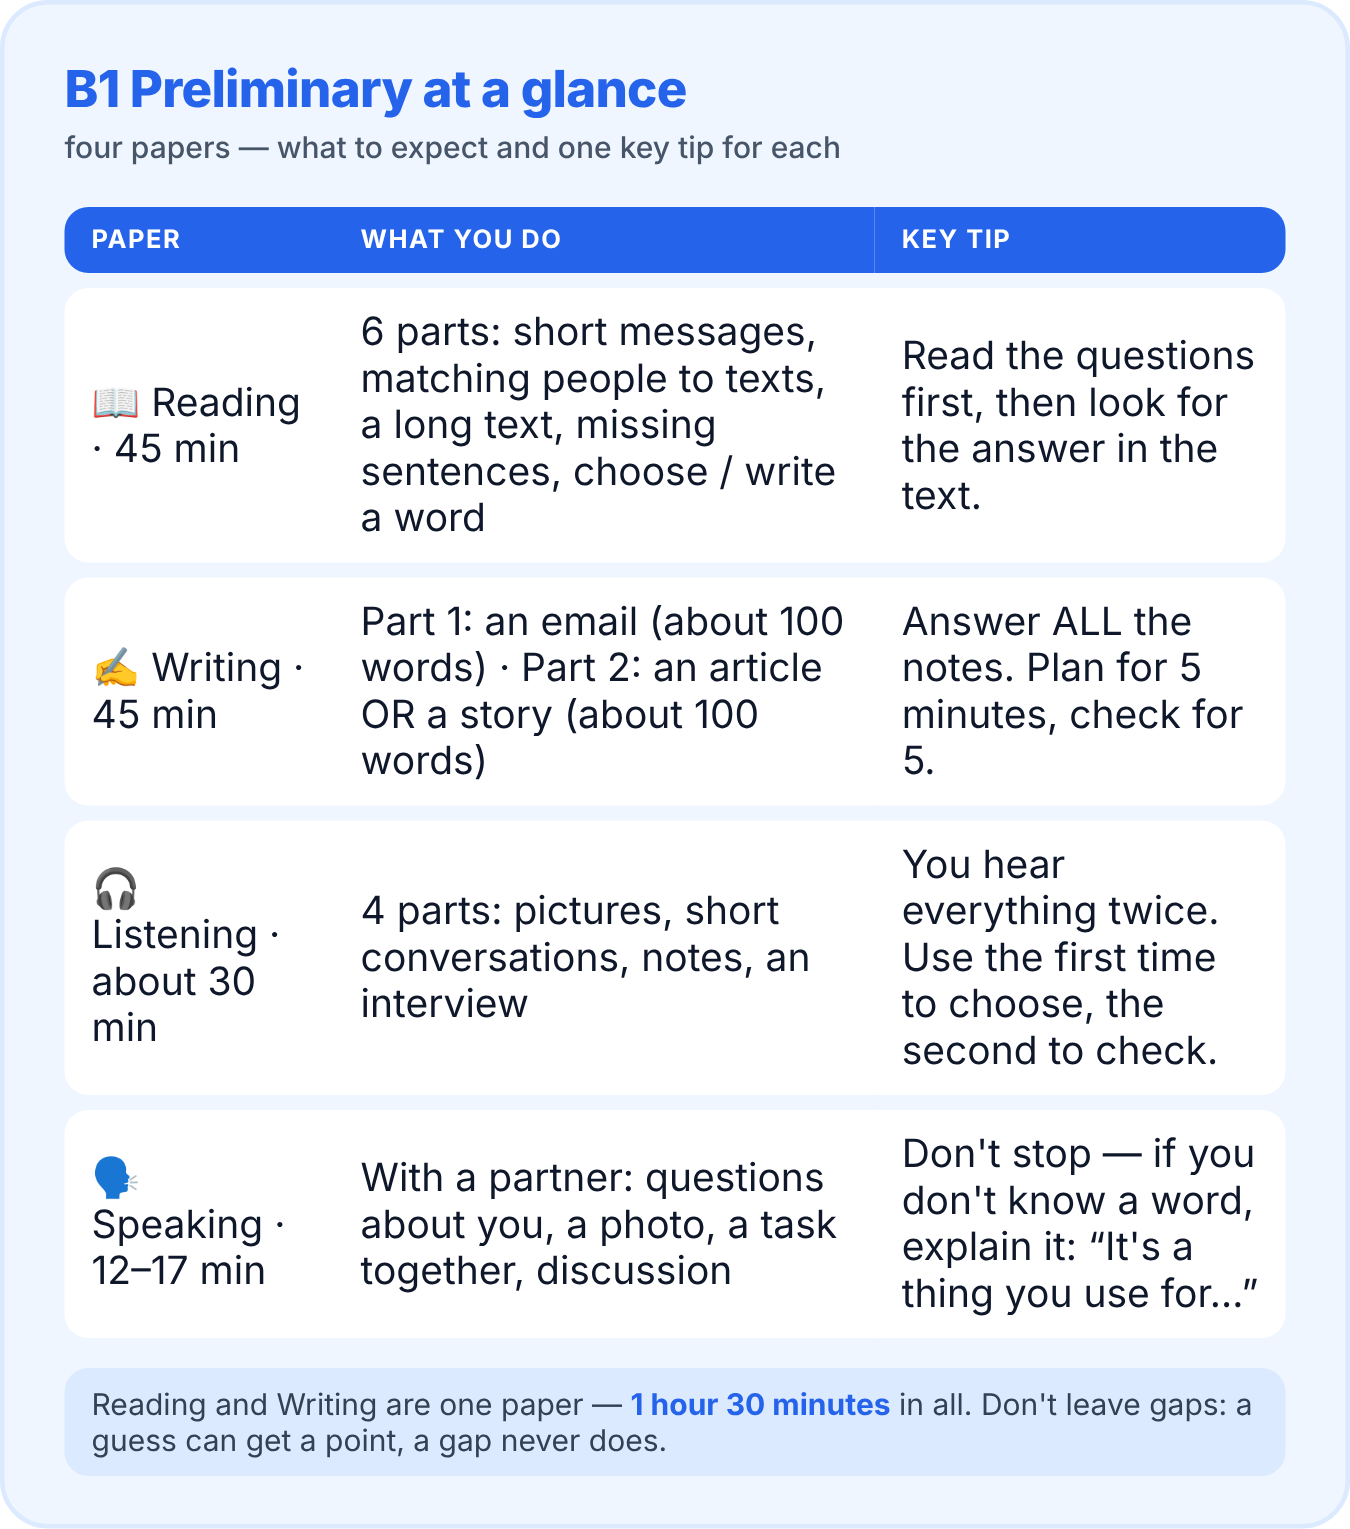 B1 Preliminary at a glance
four papers — what to expect and one key tip for each
PAPER WHAT YOU DO KEY TIP
📖 Reading
· 45 min
6 parts: short messages,
matching people to texts,
a long text, missing
sentences, choose / write
a word
Read the questions
first, then look for
the answer in the
text.
✍️ Writing ·
45 min
Part 1: an email (about 100
words) · Part 2: an article
OR a story (about 100
words)
Answer ALL the
notes. Plan for 5
minutes, check for
5.
🎧
Listening ·
about 30
min
4 parts: pictures, short
conversations, notes, an
interview
You hear
everything twice.
Use the first time
to choose, the
second to check.
🗣️
Speaking ·
12–17 min
With a partner: questions
about you, a photo, a task
together, discussion
Don't stop — if you
don't know a word,
explain it: “It's a
thing you use for…”
Reading and Writing are one paper — 1 hour 30 minutes in all. Don't leave gaps: a
guess can get a point, a gap never does.